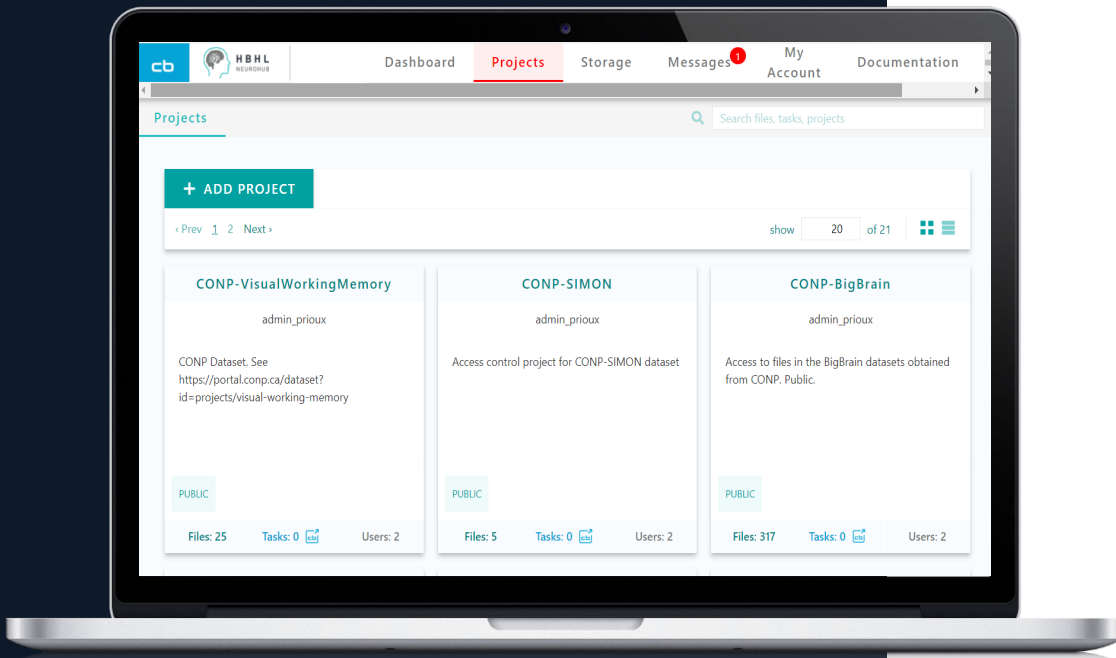 cb
HBHL
NEUROHUB
Dashboard
Projects
Storage
Messages
1
My
Account
Documentation
Projects
Search files, tasks, projects
+ ADD PROJECT
‹ Prev 1 2 Next ›
show 20 of 21
CONP-VisualWorkingMemory
admin_prioux
CONP Dataset. See
https://portal.conp.ca/dataset?
id=projects/visual-working-memory
PUBLIC
Files: 25 Tasks: 0 cb Users: 2
CONP-SIMON
admin_prioux
Access control project for CONP-SIMON dataset
PUBLIC
Files: 5 Tasks: 0 cb Users: 2
CONP-BigBrain
admin_prioux
Access to files in the BigBrain datasets obtained
from CONP. Public.
PUBLIC
Files: 317 Tasks: 0 cb Users: 2